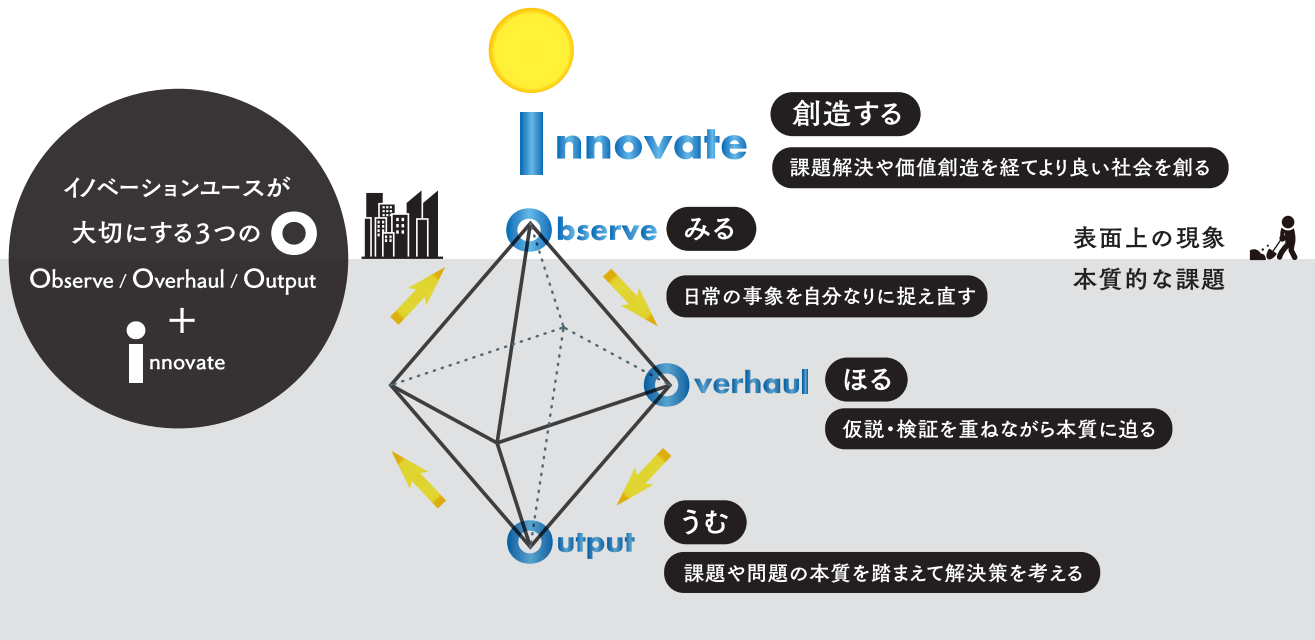 イノベーションユースが
大切にする3つのO
Observe / Overhaul / Output
+
innovate
Innovate
創造する
課題解決や価値創造を経てより良い社会を創る
Observe
みる
日常の事象を自分なりに捉え直す
表面上の現象
本質的な課題
Overhaul
ほる
仮説・検証を重ねながら本質に迫る
Output
うむ
課題や問題の本質を踏まえて解決策を考える